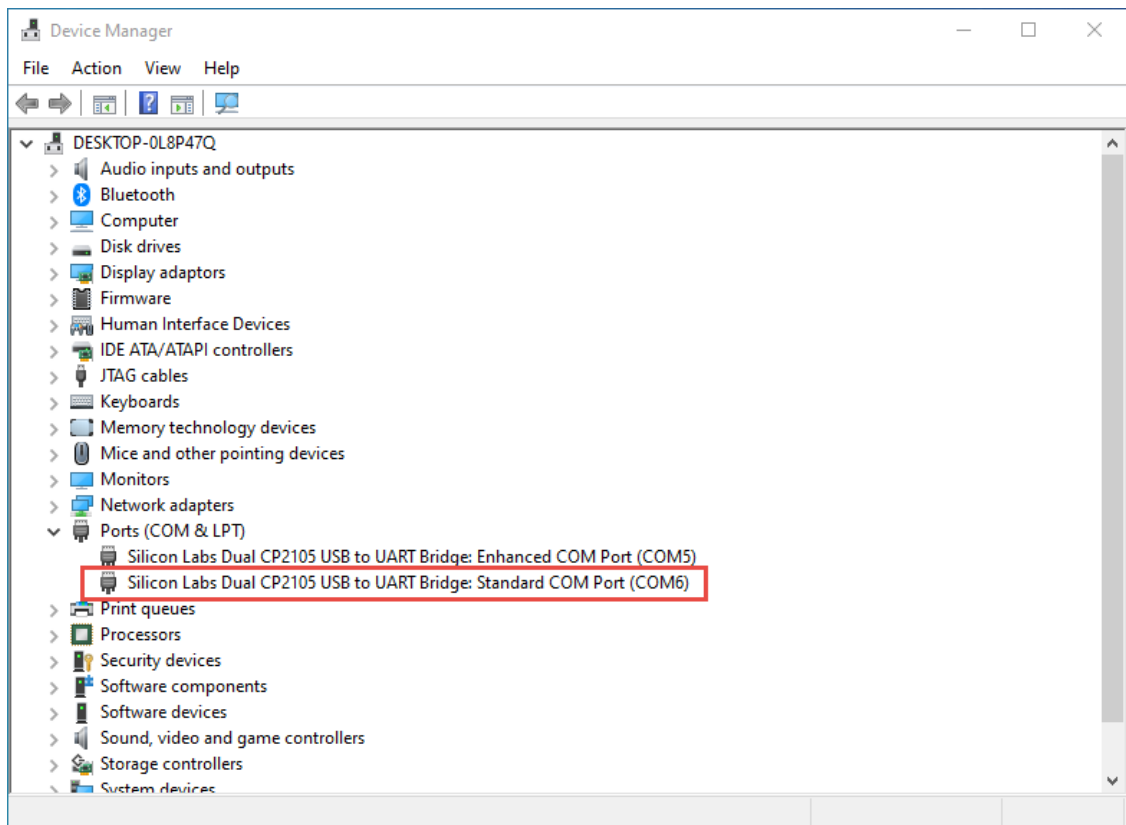 Device Manager
File Action View Help
DESKTOP-0L8P47Q
Audio inputs and outputs
Bluetooth
Computer
Disk drives
Display adaptors
Firmware
Human Interface Devices
IDE ATA/ATAPI controllers
JTAG cables
Keyboards
Memory technology devices
Mice and other pointing devices
Monitors
Network adapters
Ports (COM & LPT)
Silicon Labs Dual CP2105 USB to UART Bridge: Enhanced COM Port (COM5)
Silicon Labs Dual CP2105 USB to UART Bridge: Standard COM Port (COM6)
Print queues
Processors
Security devices
Software components
Software devices
Sound, video and game controllers
Storage controllers
System devices